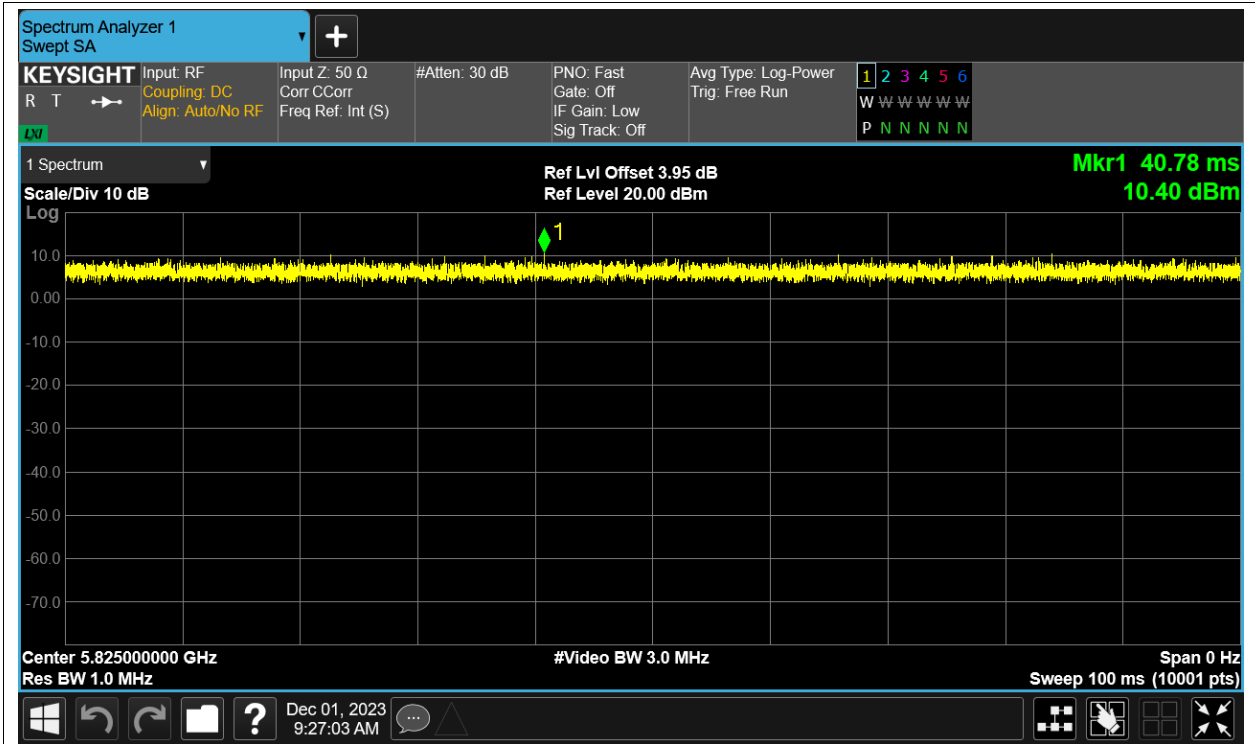 Spectrum Analyzer 1
Swept SA
KEYSIGHT Input: RF Input Z: 50 Ω #Atten: 30 dB PNO: Fast Avg Type: Log-Power 1 2 3 4 5 6
R T Coupling: DC Corr CCorr Gate: Off Trig: Free Run W W W W W W W
Align: Auto/No RF Freq Ref: Int (S) IF Gain: Low
LXI Sig Track: Off P N N N N N
1 Spectrum Ref Lvl Offset 3.95 dB Mkr1 40.78 ms
Scale/Div 10 dB Ref Level 20.00 dBm 10.40 dBm
Log
1
10.0
0.00
-10.0
-20.0
-30.0
-40.0
-50.0
-60.0
-70.0
Center 5.825000000 GHz #Video BW 3.0 MHz Span 0 Hz
Res BW 1.0 MHz Sweep 100 ms (10001 pts)
? Dec 01, 2023
9:27:03 AM